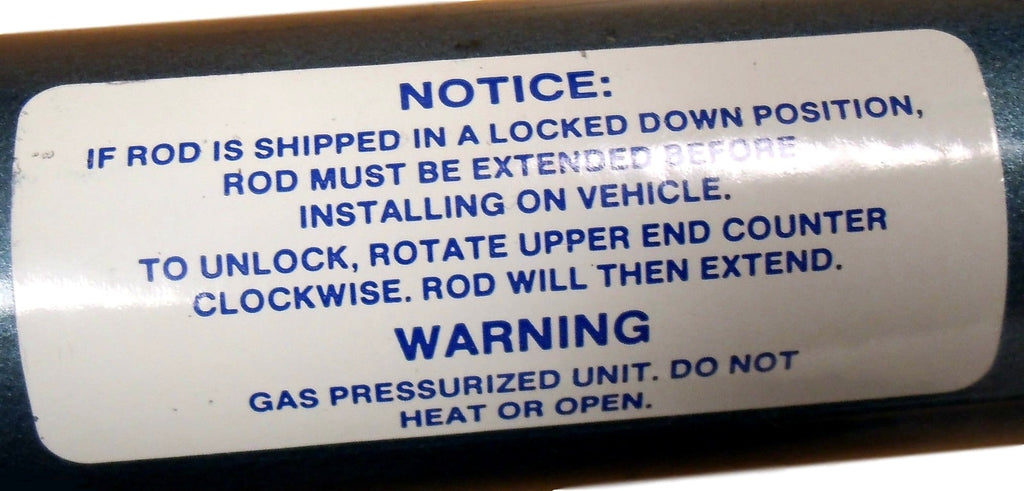 NOTICE:
IF ROD IS SHIPPED IN A LOCKED DOWN POSITION,
ROD MUST BE EXTENDED BEFORE
INSTALLING ON VEHICLE.
TO UNLOCK, ROTATE UPPER END COUNTER
CLOCKWISE. ROD WILL THEN EXTEND.
WARNING
GAS PRESSURIZED UNIT. DO NOT
HEAT OR OPEN.